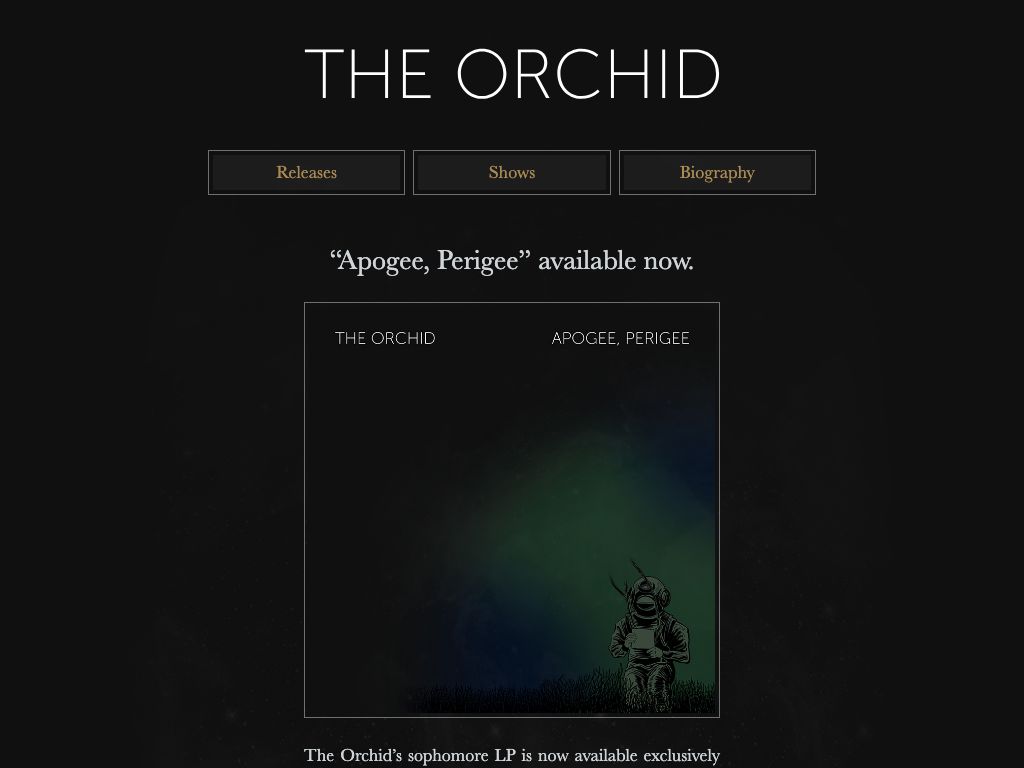 THE ORCHID
Releases
Shows
Biography
“Apogee, Perigee” available now.
THE ORCHID
APOGEE, PERIGEE
The Orchid’s sophomore LP is now available exclusively